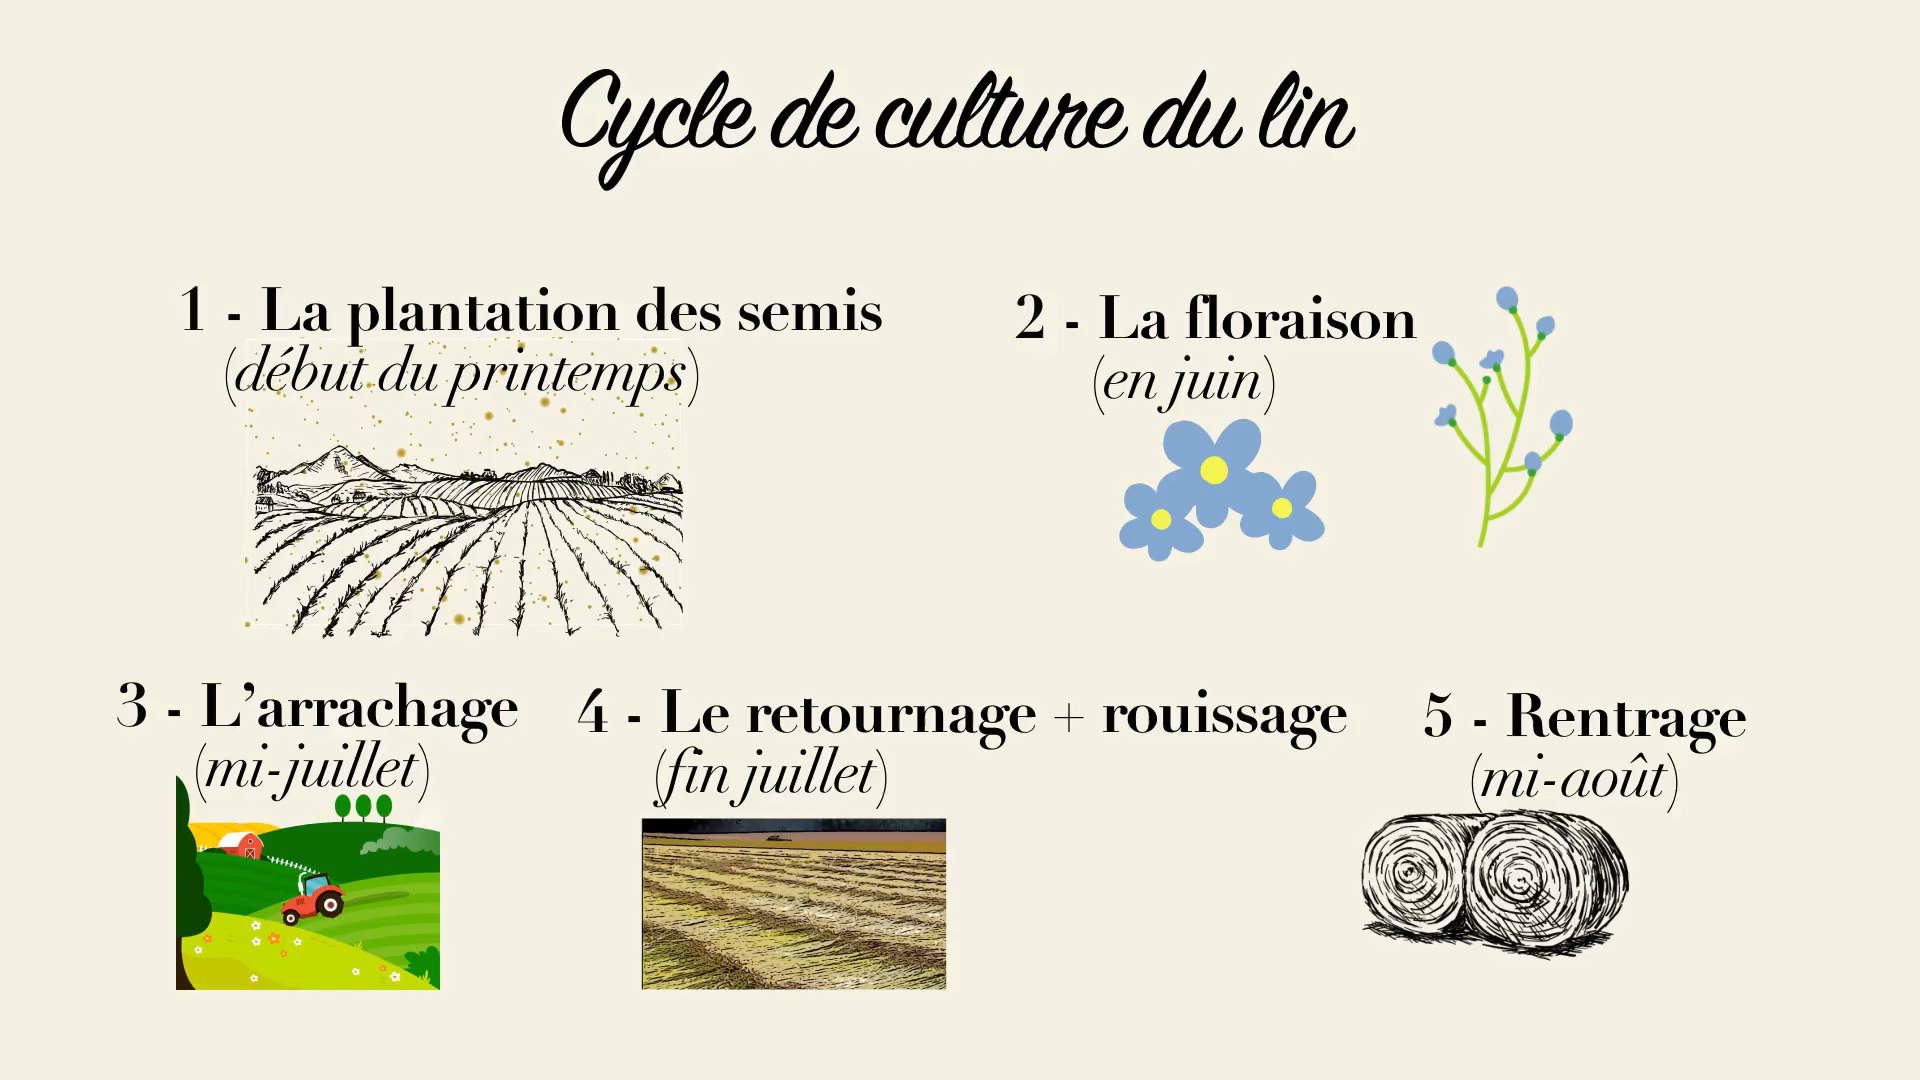 Cycle de culture du lin
1 - La plantation des semis
(début du printemps)
2 - La floraison
(en juin)
3 - L’arrachage
(mi-juillet)
4 - Le retournage + rouissage
(fin juillet)
5 - Rentrage
(mi-août)